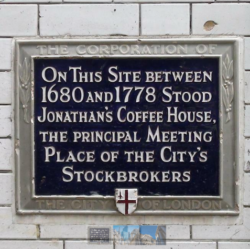 THE CORPORATION OF
ON THIS SITE BETWEEN
1680 AND 1778 STOOD
JONATHAN'S COFFEE HOUSE,
THE PRINCIPAL MEETING
PLACE OF THE CITY'S
STOCKBROKERS
THE CITY OF LONDON